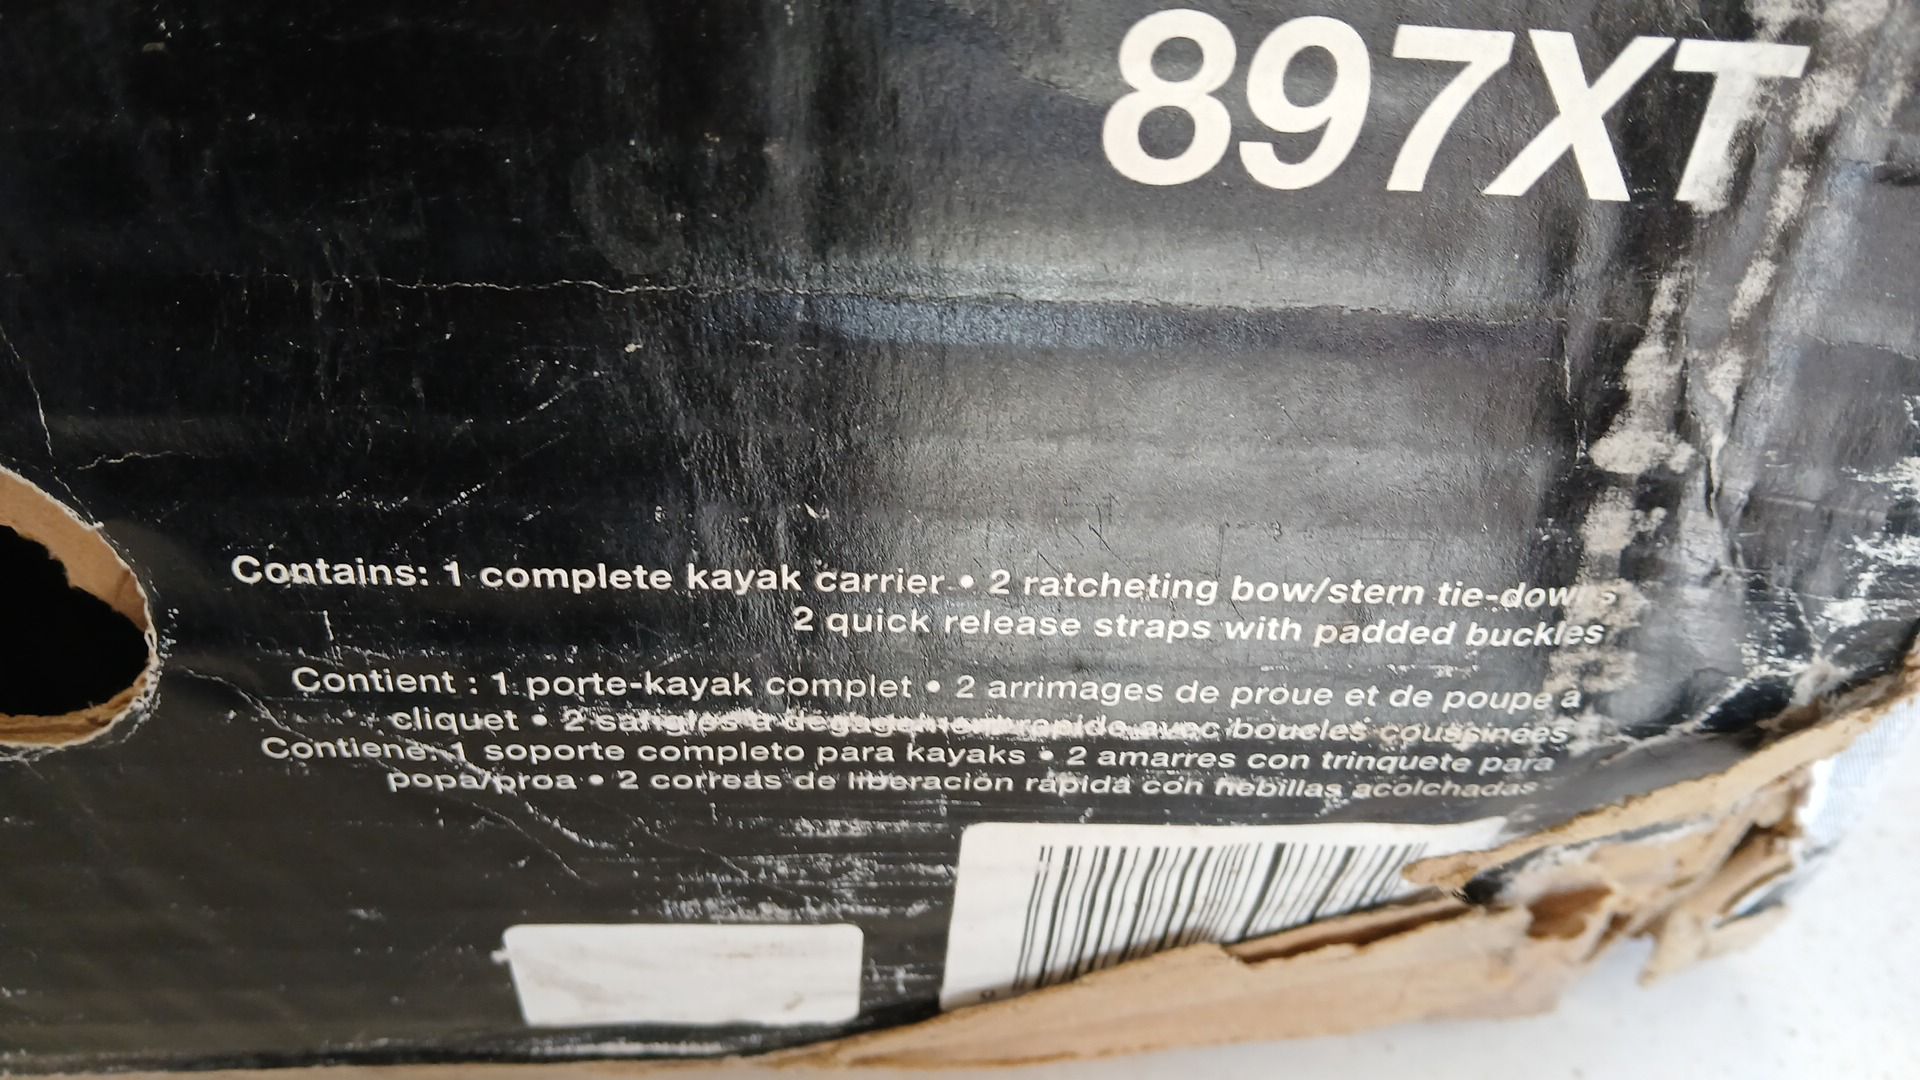 897XT
Contains: 1 complete kayak carrier • 2 ratcheting bow/stern tie-downs
2 quick release straps with padded buckles
Contient : 1 porte-kayak complet • 2 arrimages de proue et de poupe à
cliquet • 2 sangles à dégagement rapide avec boucles coussinées
Contiene: 1 soporte completo para kayaks • 2 amarres con trinquete para
popa/proa • 2 correas de liberación rápida con hebillas acolchadas
0